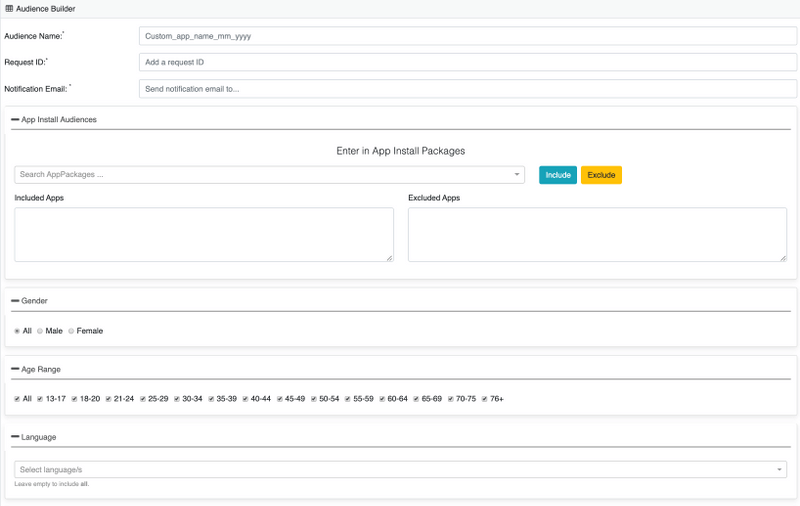 Audience Builder
Audience Name:*
Custom_app_name_mm_yyyy
Request ID:*
Add a request ID
Notification Email: *
Send notification email to...
App Install Audiences
Enter in App Install Packages
Search AppPackages ...
Include Exclude
Included Apps Excluded Apps
Gender
All Male Female
Age Range
All 13-17 18-20 21-24 25-29 30-34 35-39 40-44 45-49 50-54 55-59 60-64 65-69 70-75 76+
Language
Select language/s
Leave empty to include all.